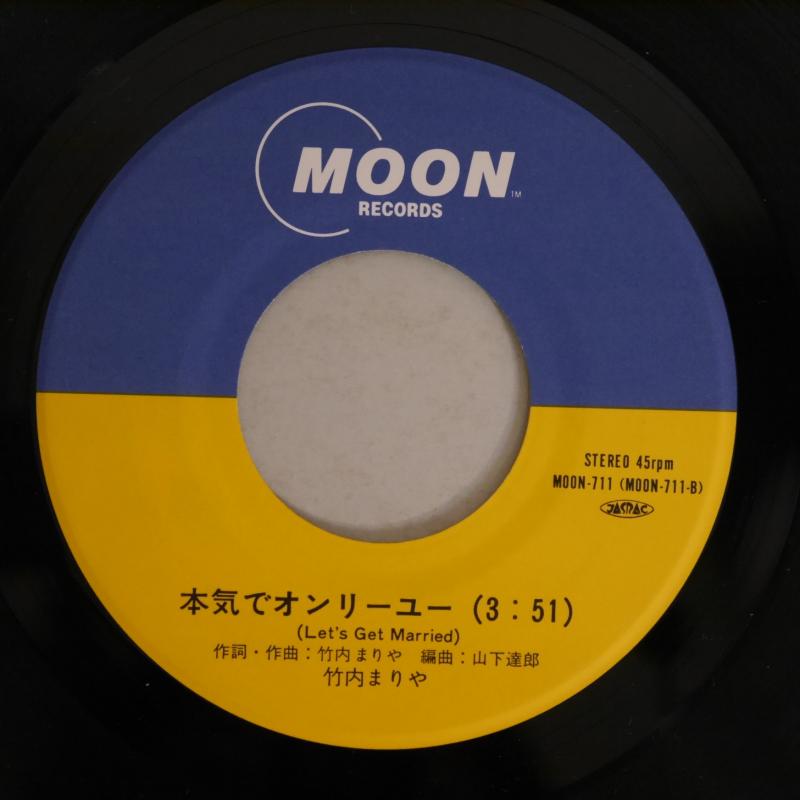 MOON™
RECORDS
STEREO 45rpm
MOON-711 (MOON-711-B)
JASRAC
本気でオンリーユー (3:51)
(Let's Get Married)
作詞・作曲:竹内まりや 編曲:山下達郎
竹内まりや